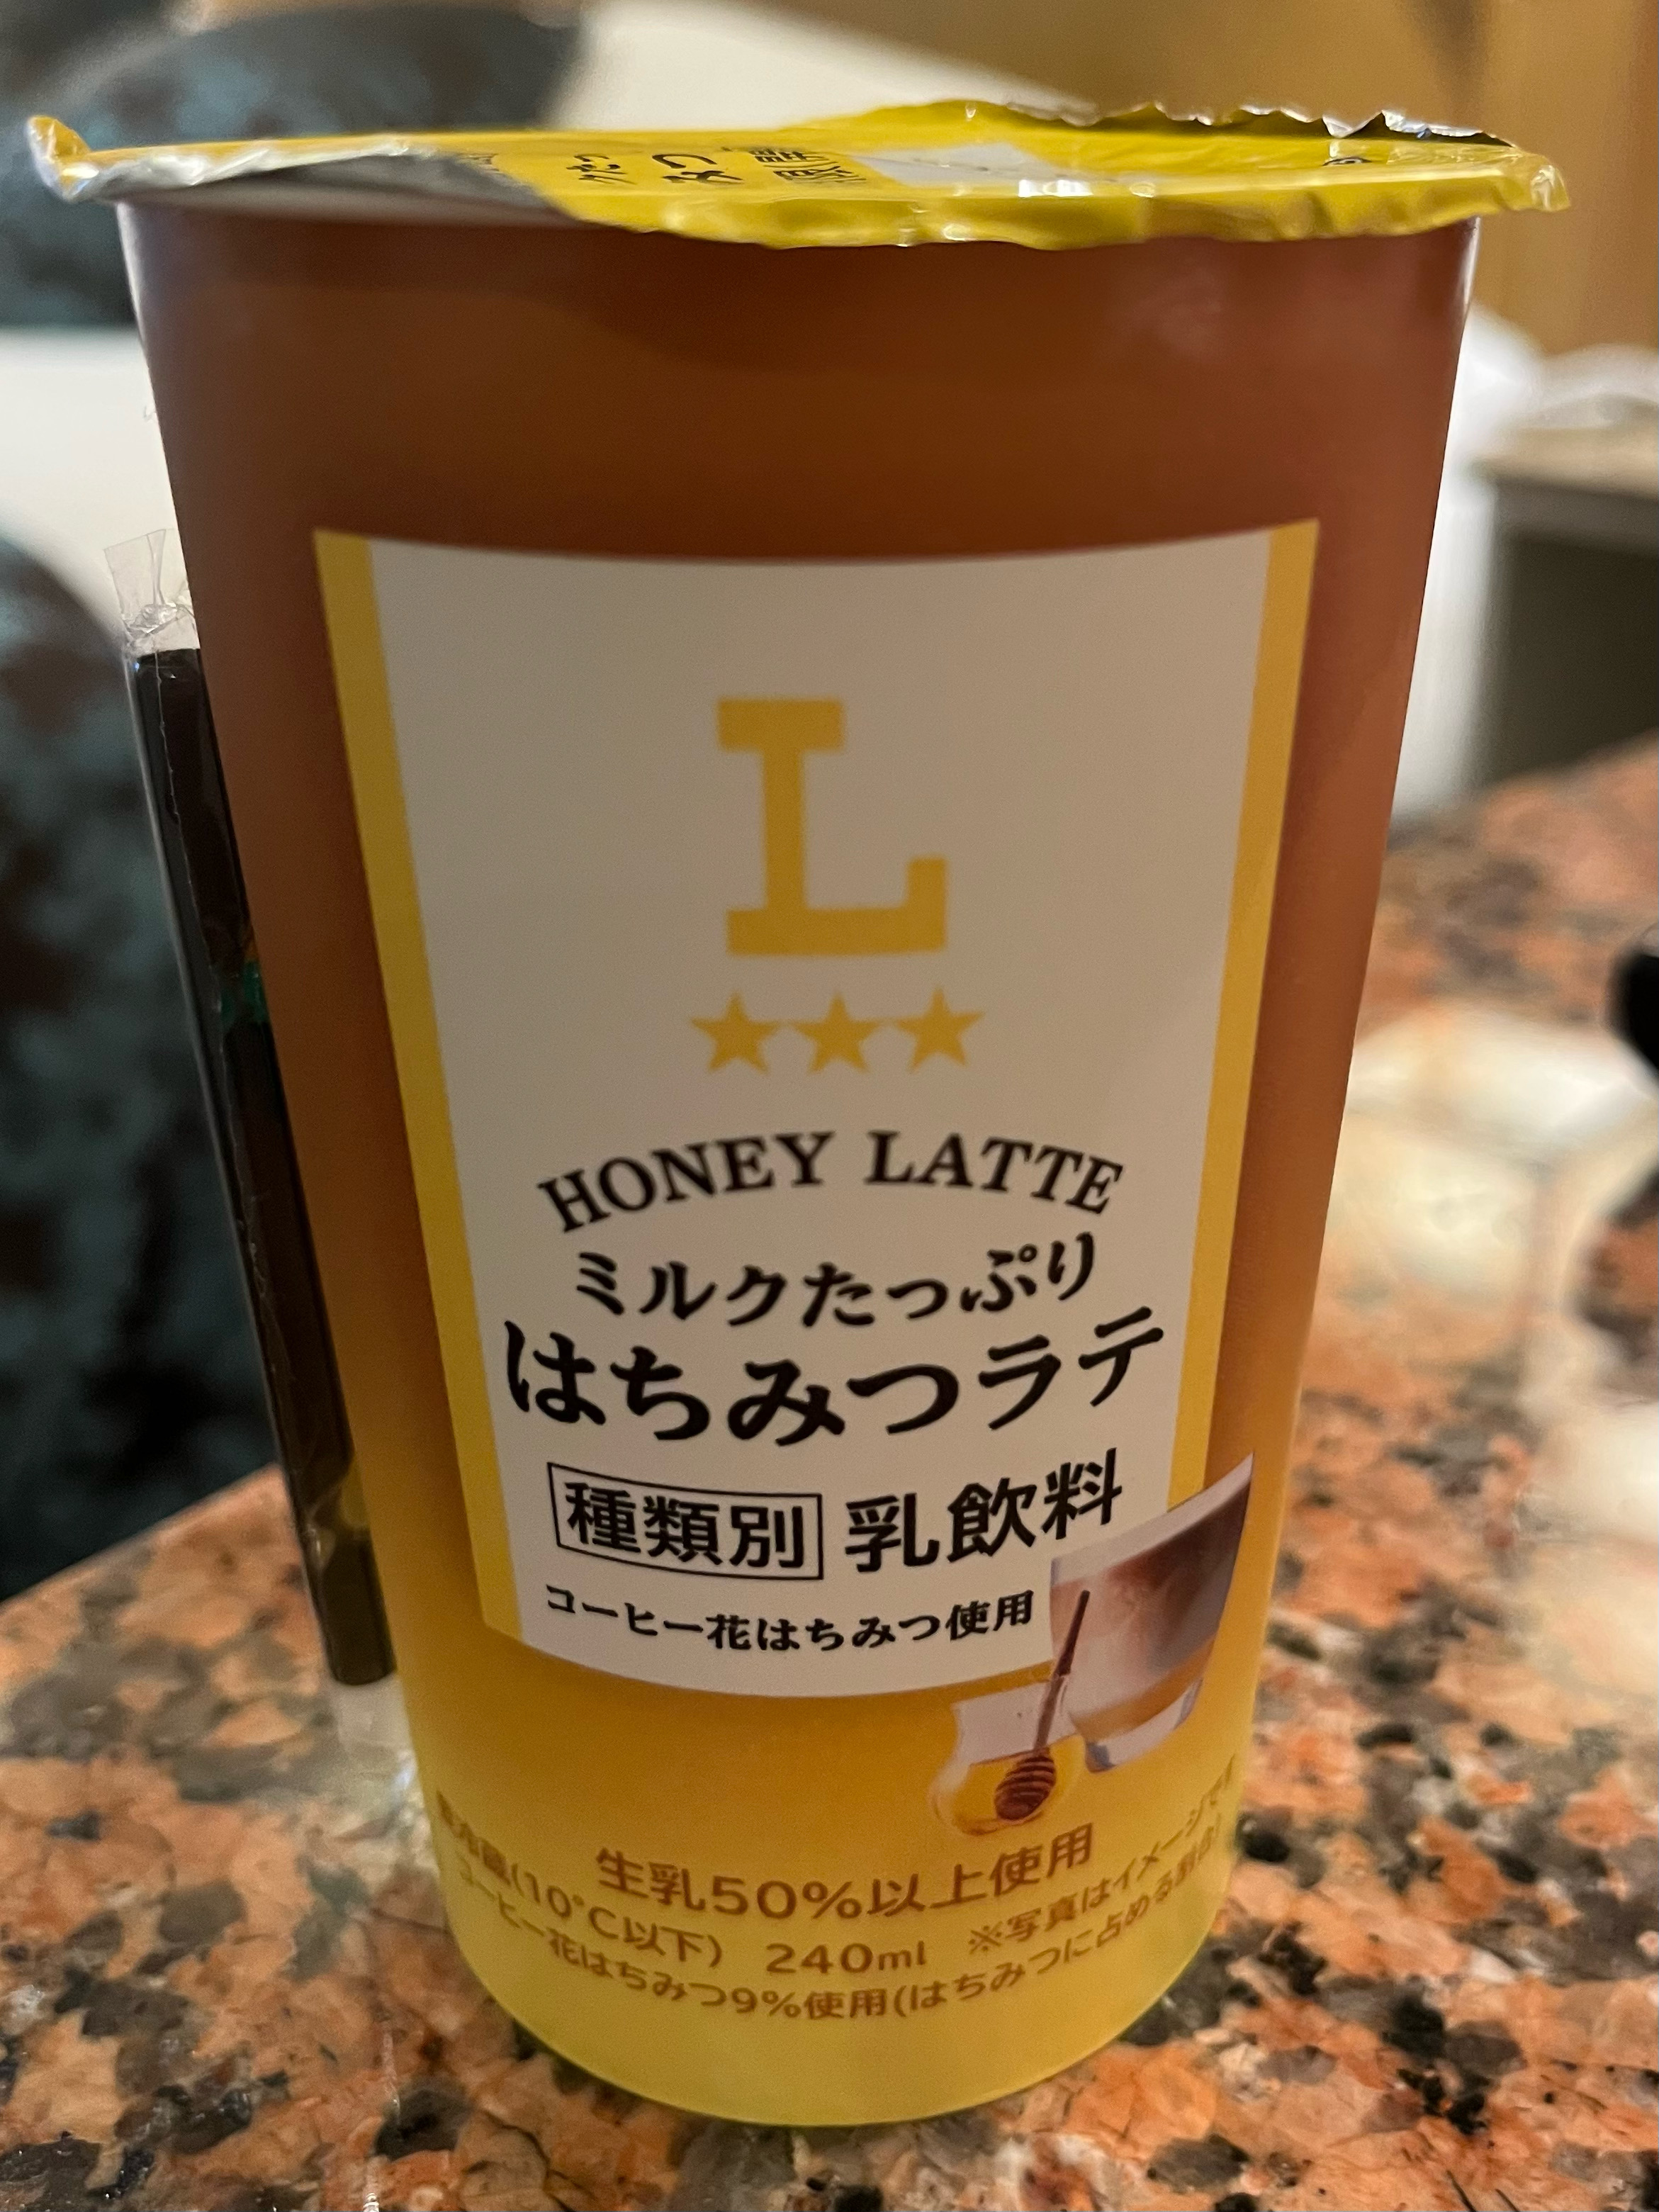 L
HONEY LATTE
ミルクたっぷり
はちみつラテ
種類別 乳飲料
コーヒー花はちみつ使用
生乳50%以上使用
(10℃以下) 240ml ※写真はイメージです
コーヒー花はちみつ9%使用(はちみつに占める割合)